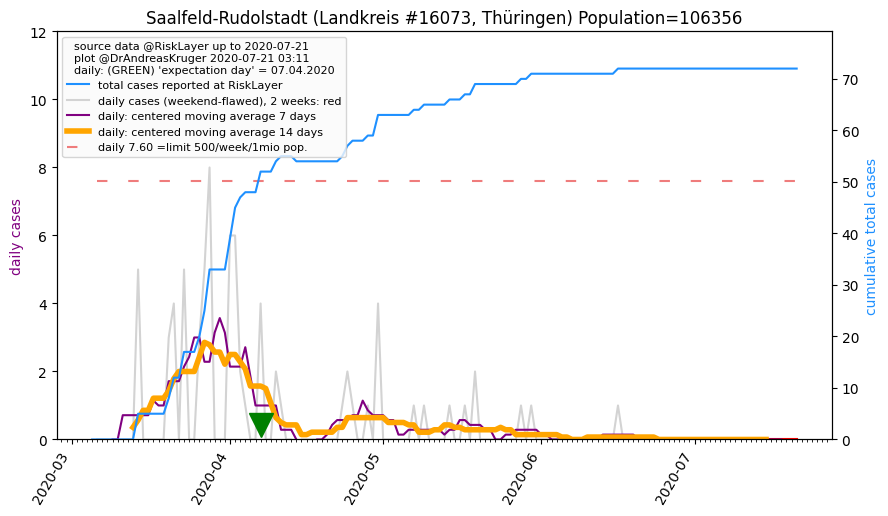 Saalfeld-Rudolstadt (Landkreis #16073, Thüringen) Population=106356
source data @RiskLayer up to 2020-07-21
plot @DrAndreasKruger 2020-07-21 03:11
daily: (GREEN) 'expectation day' = 07.04.2020
total cases reported at RiskLayer
daily cases (weekend-flawed), 2 weeks: red
daily: centered moving average 7 days
daily: centered moving average 14 days
daily 7.60 =limit 500/week/1mio pop.
daily cases
12
10
8
6
4
2
0
cumulative total cases
70
60
50
40
30
20
10
0
2020-03
2020-04
2020-05
2020-06
2020-07